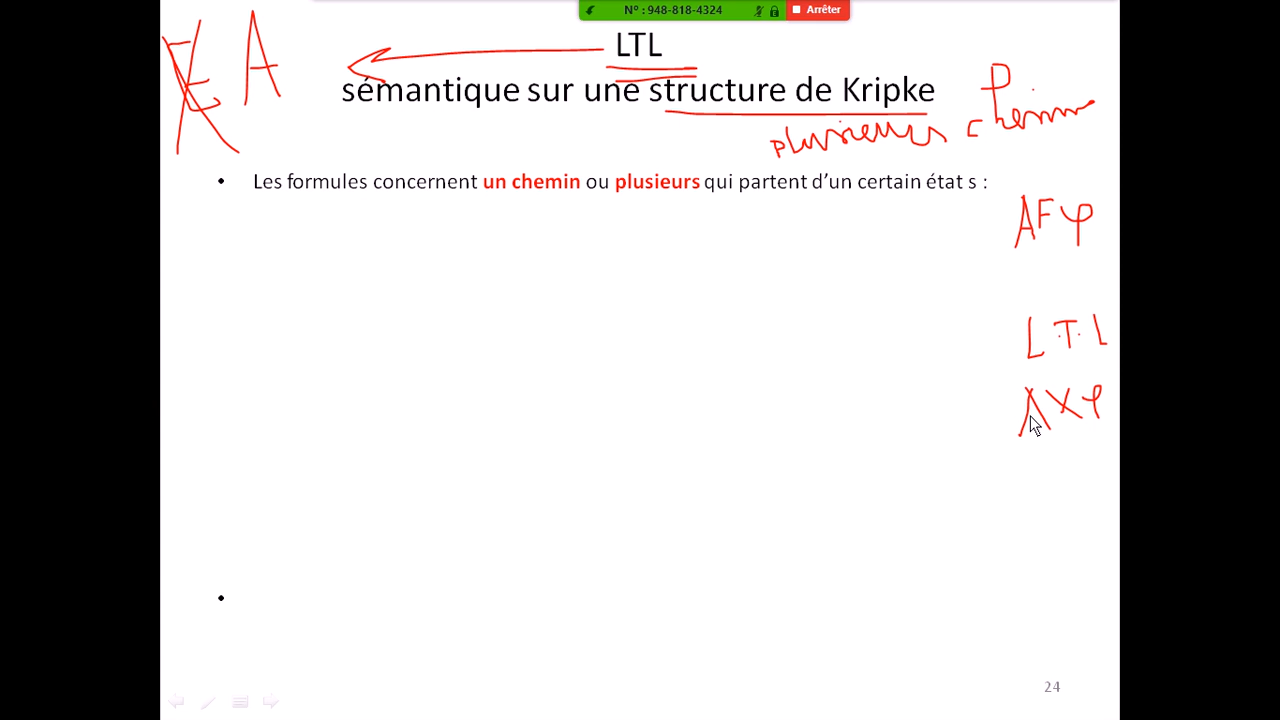 N° : 948-818-4324 Arrêter
LTL
E A
sémantique sur une structure de Kripke
plusieurs chemins
• Les formules concernent un chemin ou plusieurs qui partent d’un certain état s :
AF φ
L.T.L
AXφ
•
24